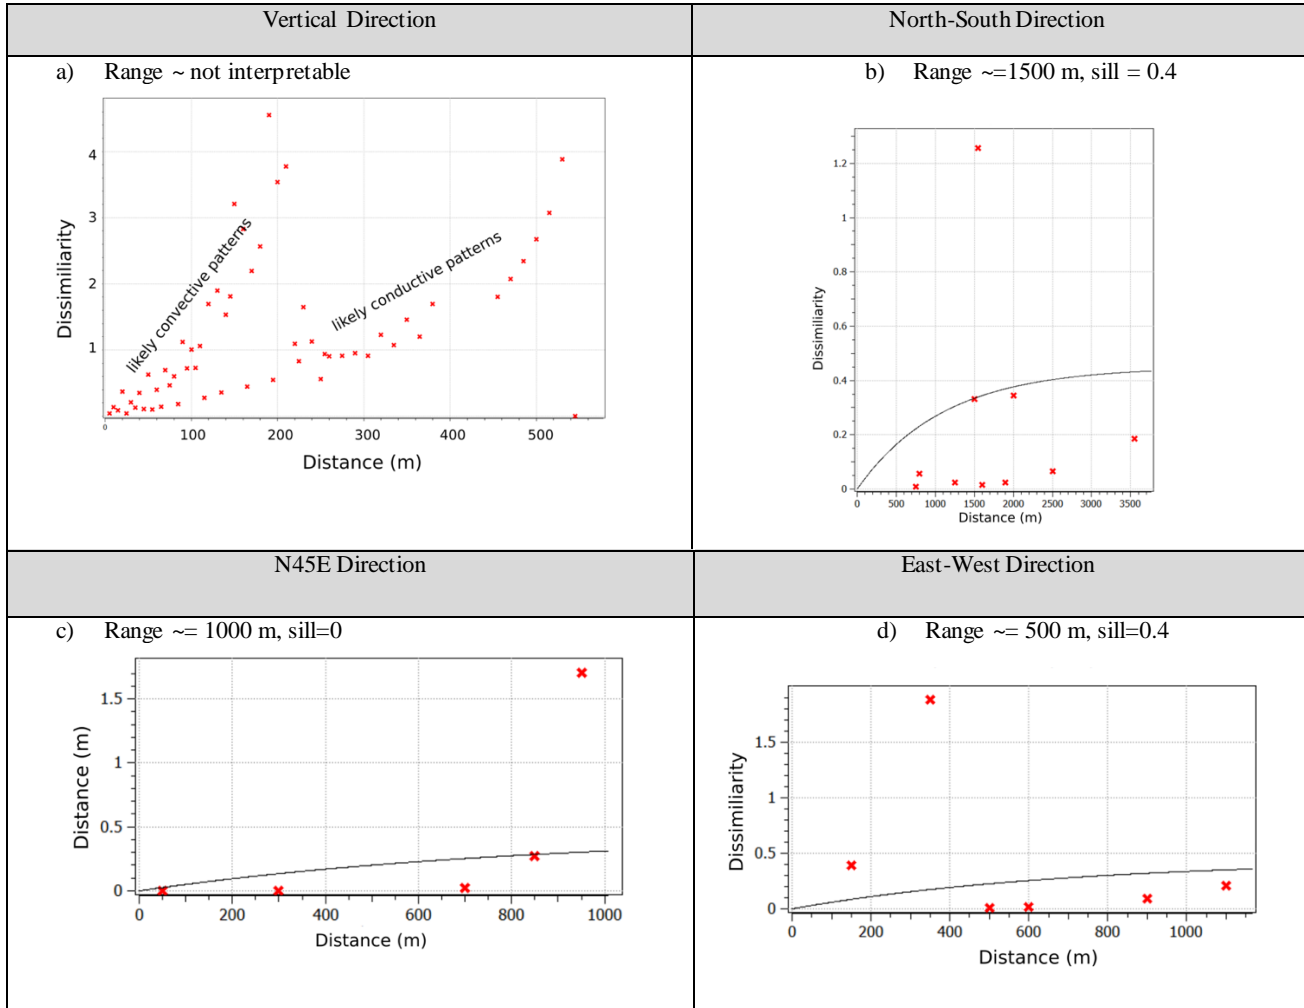 Vertical Direction
North-South Direction
a) Range ~ not interpretable
b) Range ~=1500 m, sill = 0.4
4
3
2
1
0
100
200
300
400
500
Dissimiliarity
Distance (m)
likely convective patterns
likely conductive patterns
1.2
1
0.8
0.6
0.4
0.2
0
0
500
1000
1500
2000
2500
3000
3500
Dissimiliarity
Distance (m)
N45E Direction
East-West Direction
c) Range ~= 1000 m, sill=0
d) Range ~= 500 m, sill=0.4
1.5
1
0.5
0
0
200
400
600
800
1000
Distance (m)
Distance (m)
1.5
1
0.5
0
0
200
400
600
800
1000
Dissimiliarity
Distance (m)